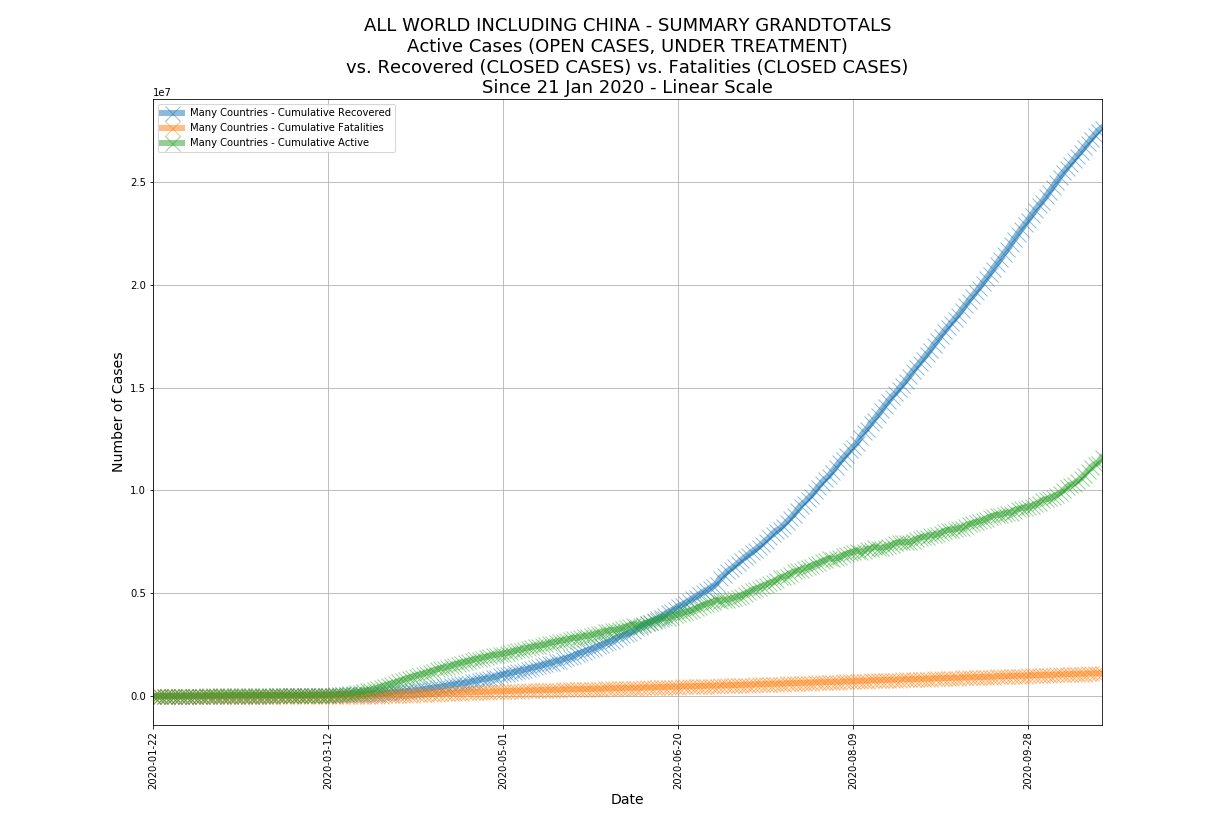 ALL WORLD INCLUDING CHINA - SUMMARY GRANDTOTALS
Active Cases (OPEN CASES, UNDER TREATMENT)
vs. Recovered (CLOSED CASES) vs. Fatalities (CLOSED CASES)
Since 21 Jan 2020 - Linear Scale
1e7
Many Countries - Cumulative Recovered
Many Countries - Cumulative Fatalities
Many Countries - Cumulative Active
2.5
2.0
1.5
1.0
0.5
0.0
Number of Cases
2020-01-22
2020-03-12
2020-05-01
2020-06-20
2020-08-09
2020-09-28
Date